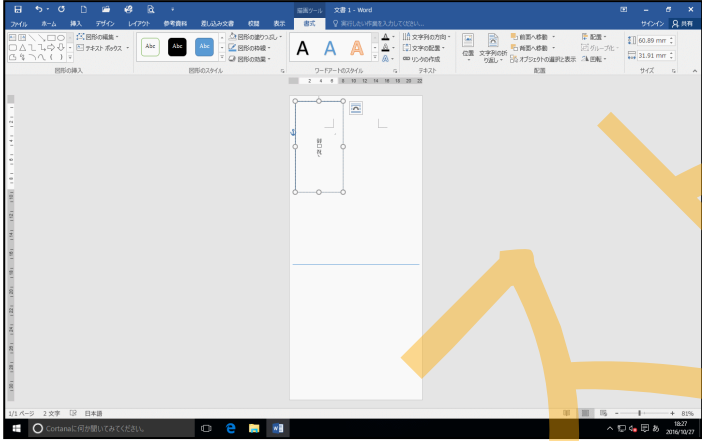 描画ツール 文書 1 - Word
ファイル ホーム 挿入 デザイン レイアウト 参考資料 差し込み文書 校閲 表示 書式 実行したい作業を入力してください... サインイン 共有
図形の編集 Abc Abc Abc 図形の塗りつぶし 文字列の方向 前面へ移動 配置 60.89 mm
テキスト ボックス 図形の枠線 A A A 文字の配置 位置 文字列の折り返し 背面へ移動 グループ化 31.91 mm
図形の効果 リンクの作成 オブジェクトの選択と表示 回転
図形の挿入 図形のスタイル ワードアートのスタイル テキスト 配置 サイズ
2 4 6 8 10 12 14 16 18 20 22
1/1 ページ 2 文字 日本語 81%
Cortanaに何か聞いてみてください。 あ 18:27
2016/10/27